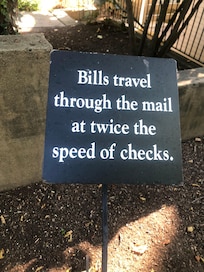 Bills travel
through the mail
at twice the
speed of checks.